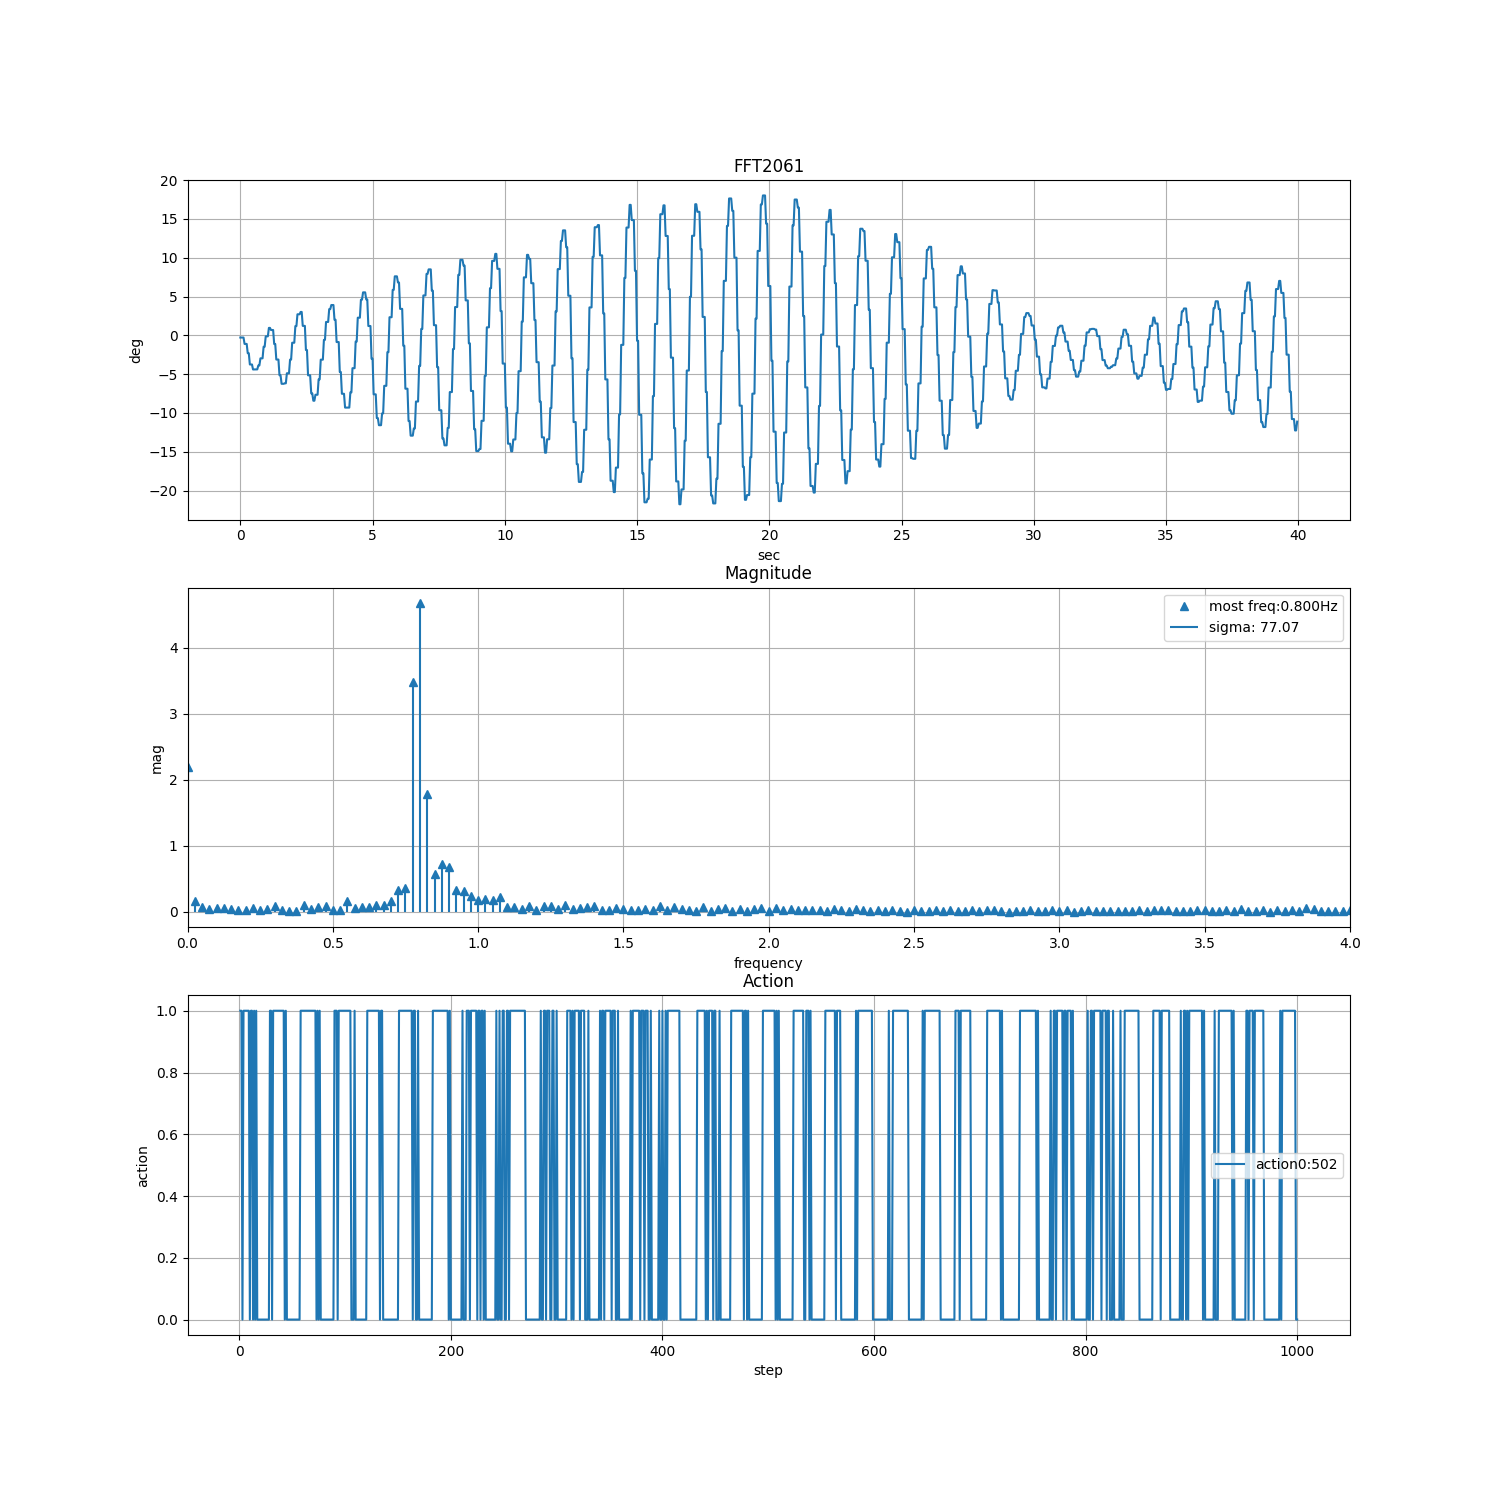 FFT2061
20
15
10
5
0
−5
−10
−15
−20
deg
0 5 10 15 20 25 30 35 40
sec
Magnitude
most freq:0.800Hz
sigma: 77.07
4
3
2
1
0
mag
0.0 0.5 1.0 1.5 2.0 2.5 3.0 3.5 4.0
frequency
Action
1.0
0.8
0.6
0.4
0.2
0.0
action
action0:502
0 200 400 600 800 1000
step